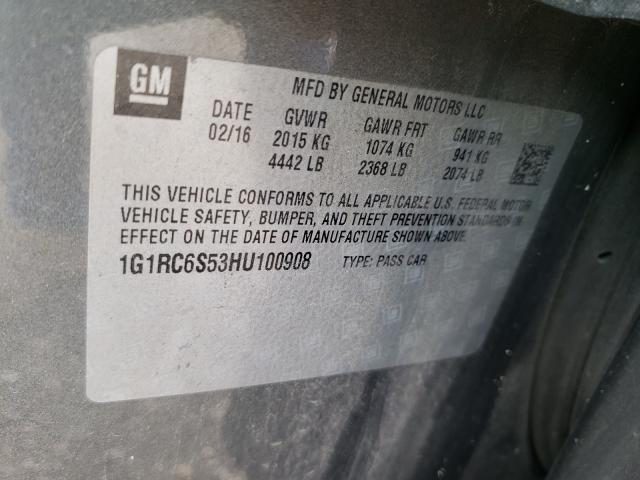 GM
MFD BY GENERAL MOTORS LLC
DATE GVWR GAWR FRT GAWR RR
02/16 2015 KG 1074 KG 941 KG
4442 LB 2368 LB 2074 LB
THIS VEHICLE CONFORMS TO ALL APPLICABLE U.S. FEDERAL MOTOR
VEHICLE SAFETY, BUMPER, AND THEFT PREVENTION STANDARDS IN
EFFECT ON THE DATE OF MANUFACTURE SHOWN ABOVE.
1G1RC6S53HU100908 TYPE: PASS CAR